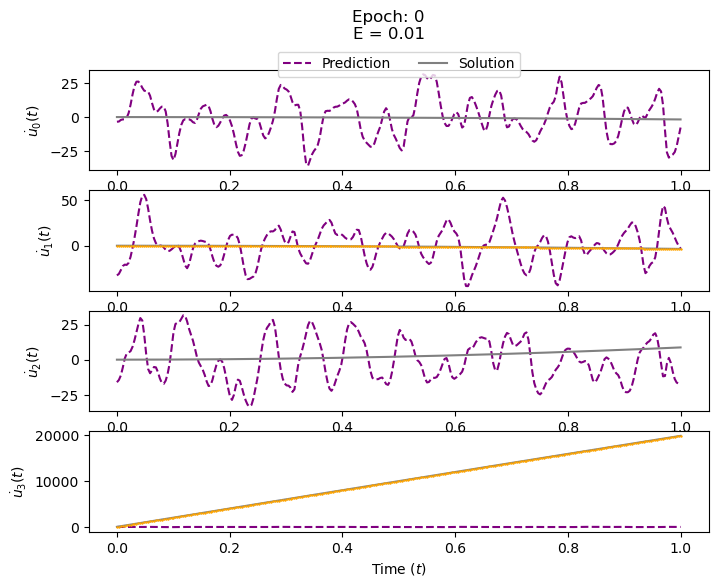 Epoch: 0
E = 0.01
Prediction Solution
25
0
−25
u̇₀(t)
0.0 0.2 0.4 0.6 0.8 1.0
50
0
u̇₁(t)
0.0 0.2 0.4 0.6 0.8 1.0
25
0
−25
u̇₂(t)
0.0 0.2 0.4 0.6 0.8 1.0
20000
10000
0
u̇₃(t)
0.0 0.2 0.4 0.6 0.8 1.0
Time (t)